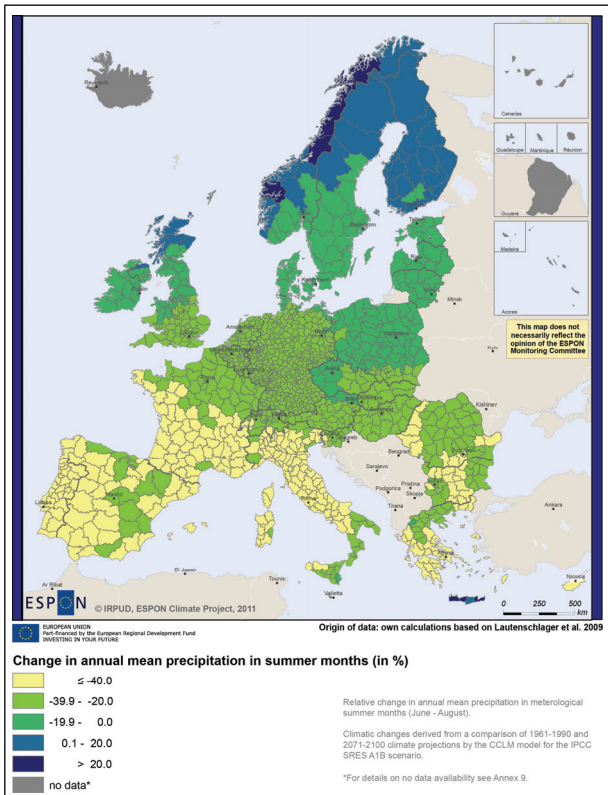 Reykjavik
Canarias
Guadeloupe
Martinique
Réunion
Guyane
Madeira
Acores
This map does not
necessarily reflect the
opinion of the ESPON
Monitoring Committee
Tallinn
Riga
Minsk
Dublin
Amsterdam
Warszawa
Kyiv
Kishinev
Zagreb
Beograd
Sarajevo
Podgorica
Pristina
Skopje
Tirana
Ankara
Madrid
Lisboa
Roma
Athinai
Nicosia
Ar Ribat
El Jazair
Tounis
Valletta
ESPON
© IRPUD, ESPON Climate Project, 2011
0 250 500
km
EUROPEAN UNION
Part-financed by the European Regional Development Fund
INVESTING IN YOUR FUTURE
Origin of data: own calculations based on Lautenschlager et al. 2009
Change in annual mean precipitation in summer months (in %)
≤ -40.0
-39.9 - -20.0
-19.9 - 0.0
0.1 - 20.0
> 20.0
no data*
Relative change in annual mean precipitation in meterological
summer months (June - August).
Climatic changes derived from a comparison of 1961-1990 and
2071-2100 climate projections by the CCLM model for the IPCC
SRES A1B scenario.
*For details on no data availability see Annex 9.